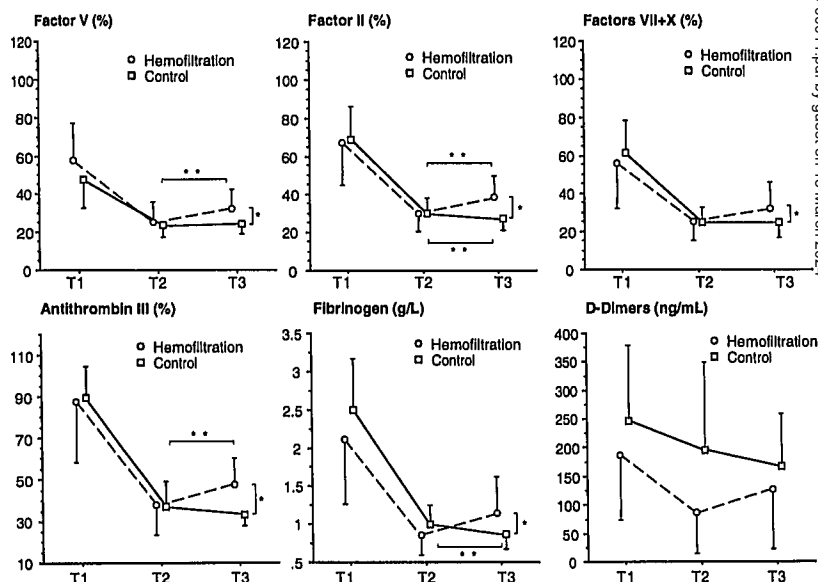 Factor V (%)
120
100
80
60
40
20
0
Hemofiltration
Control
* *
*
T1 T2 T3
Factor II (%)
120
100
80
60
40
20
0
Hemofiltration
Control
* *
*
* *
T1 T2 T3
Factors VII+X (%)
120
100
80
60
40
20
0
Hemofiltration
Control
*
T1 T2 T3
Antithrombin III (%)
110
90
70
50
30
10
Hemofiltration
Control
* *
*
T1 T2 T3
Fibrinogen (g/L)
3.5
3
2.5
2
1.5
1
.5
Hemofiltration
Control
*
* *
T1 T2 T3
D-Dimers (ng/mL)
400
350
300
250
200
150
100
50
0
Hemofiltration
Control
T1 T2 T3